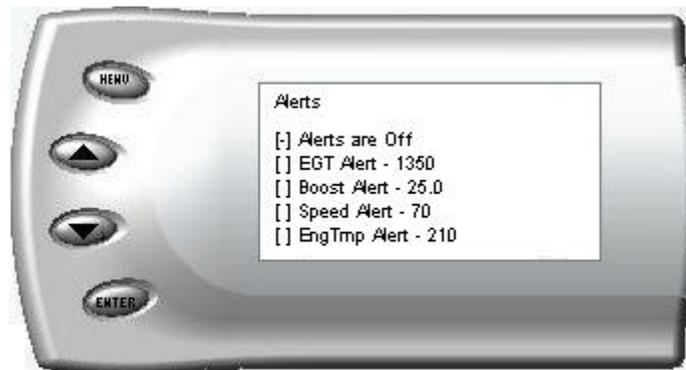 MENU
Alerts
[-] Alerts are Off
[ ] EGT Alert - 1350
[ ] Boost Alert - 25.0
[ ] Speed Alert - 70
[ ] EngTmp Alert - 210
ENTER